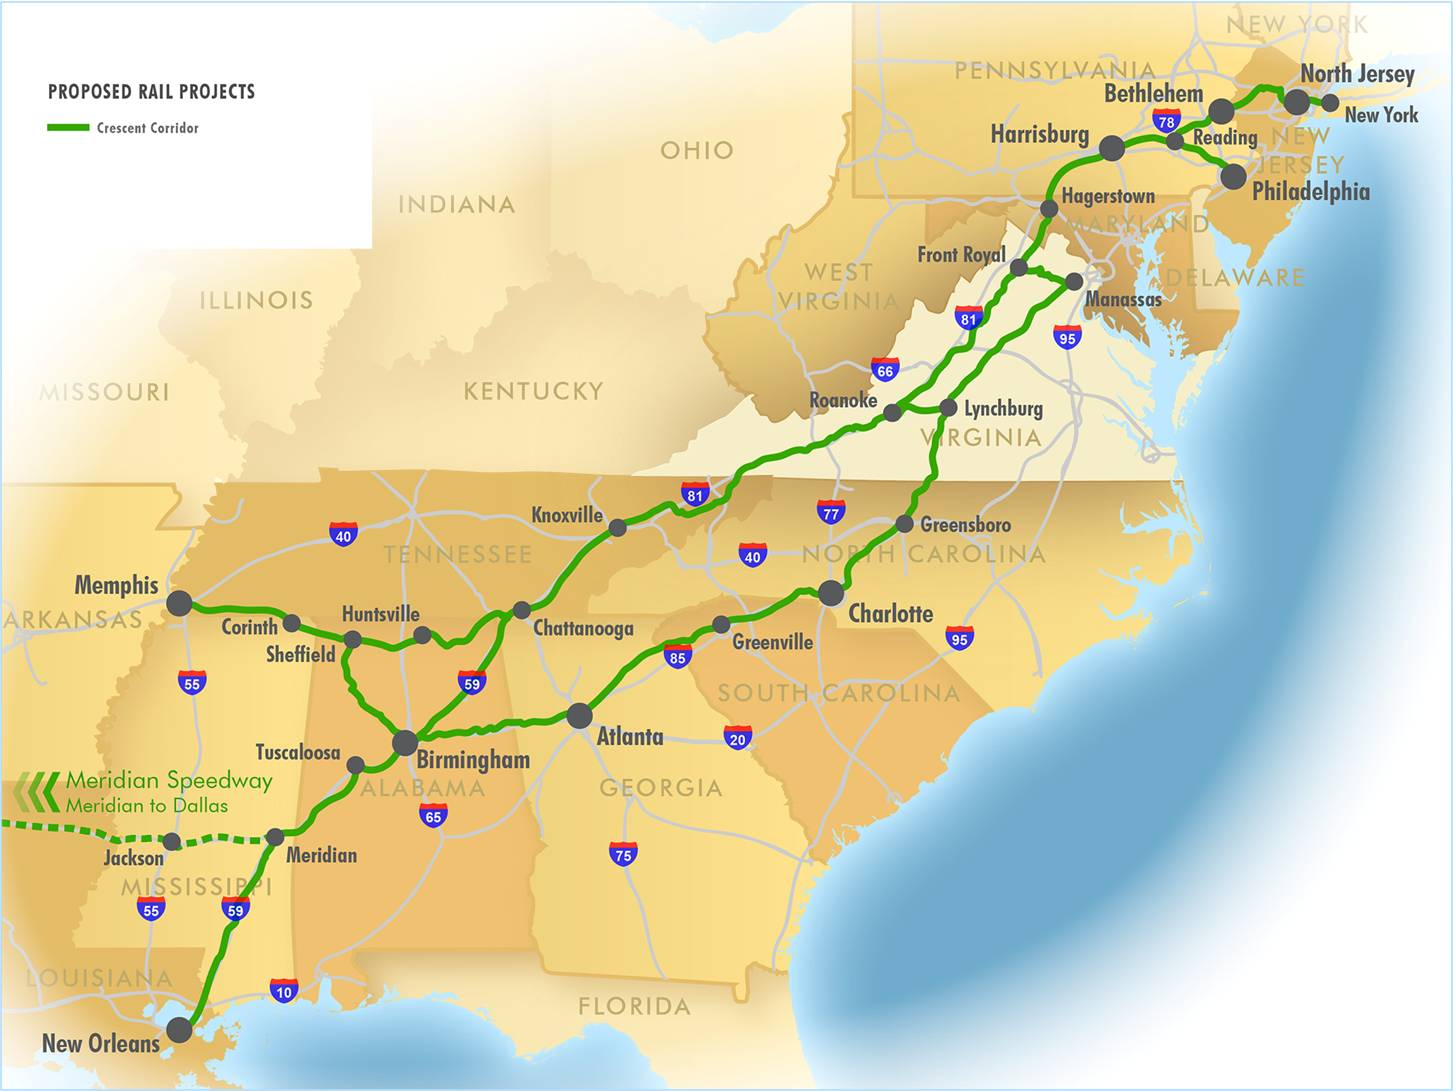 NEW YORK
PENNSYLVANIA
North Jersey
Bethlehem
New York
PROPOSED RAIL PROJECTS
Crescent Corridor
78
Harrisburg
Reading
NEW
JERSEY
OHIO
Philadelphia
Hagerstown
INDIANA
MARYLAND
Front Royal
WEST
VIRGINIA
DELAWARE
ILLINOIS
Manassas
81
95
66
MISSOURI
KENTUCKY
Roanoke
Lynchburg
VIRGINIA
81
77
Knoxville
Greensboro
40
TENNESSEE
40
NORTH CAROLINA
Memphis
ARKANSAS
Huntsville
Charlotte
Corinth
Chattanooga
Greenville
95
Sheffield
85
55
59
SOUTH CAROLINA
Atlanta
20
Tuscaloosa
Birmingham
Meridian Speedway
Meridian to Dallas
ALABAMA
GEORGIA
65
Jackson
Meridian
75
MISSISSIPPI
55
59
LOUISIANA
10
FLORIDA
New Orleans